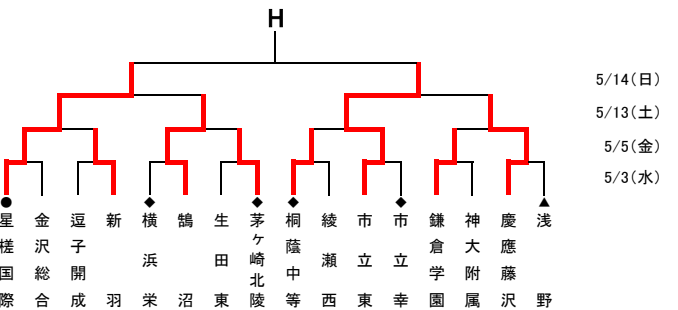 H
5/14(日)
5/13(土)
5/5(金)
5/3(水)
●
◆
◆
◆
◆
▲
星槎国際
金沢総合
逗子開成
新羽
横浜栄
鵠沼
生田東
茅ヶ崎北陵
桐蔭中等
綾瀬西
市立東
市立幸
鎌倉学園
神大附属
慶應藤沢
浅野